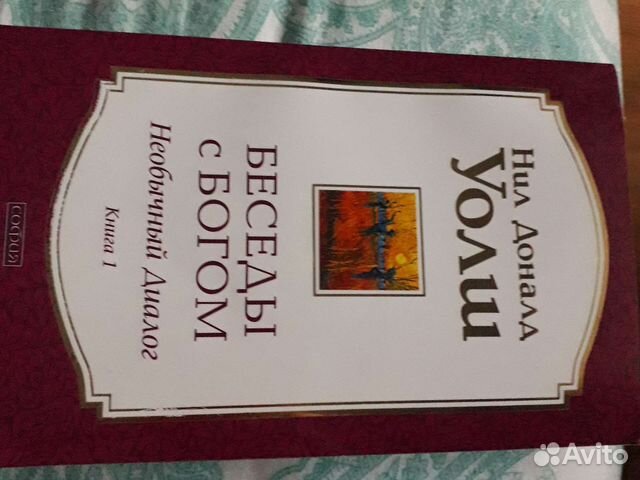 Нил Доналд
Уолш
БЕСЕДЫ
с БОГОМ
Необычный Диалог
Книга 1
СОФИЯ
Avito